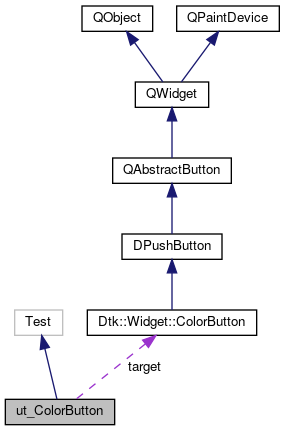 QObject
QPaintDevice
QWidget
QAbstractButton
DPushButton
Test
Dtk::Widget::ColorButton
target
ut_ColorButton